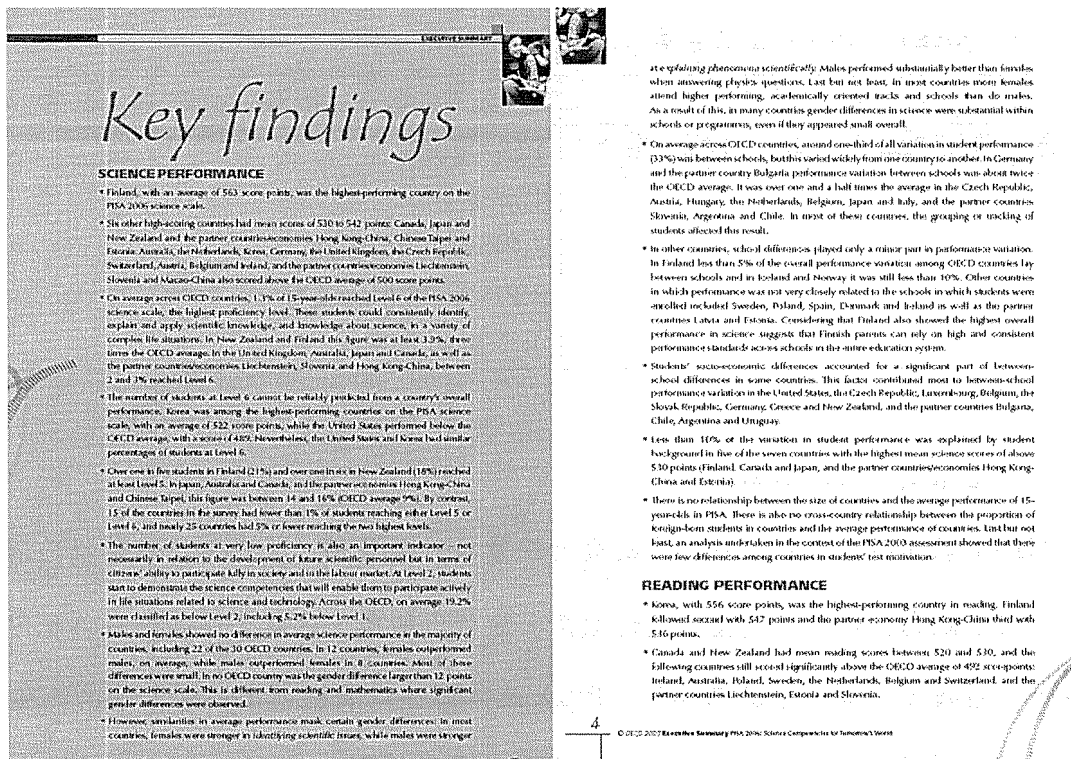 EXECUTIVE SUMMARY
Key findings
SCIENCE PERFORMANCE
• Finland, with an average of 563 score points, was the highest-performing country on the
PISA 2006 science scale.
• Six other high-scoring countries had mean scores of 530 to 542 points: Canada, Japan and
New Zealand and the partner countries/economies Hong Kong-China, Chinese Taipei and
Estonia. Australia, the Netherlands, Korea, Germany, the United Kingdom, the Czech Republic,
Switzerland, Austria, Belgium and Ireland, and the partner countries/economies Liechtenstein,
Slovenia and Macao-China also scored above the OECD average of 500 score points.
• On average across OECD countries, 1.3% of 15-year-olds reached Level 6 of the PISA 2006
science scale, the highest proficiency level. These students could consistently identify,
explain and apply scientific knowledge, and knowledge about science, in a variety of
complex life situations. In New Zealand and Finland this figure was at least 3.9%, three
times the OECD average. In the United Kingdom, Australia, Japan and Canada, as well as
the partner countries/economies Liechtenstein, Slovenia and Hong Kong-China, between
2 and 3% reached Level 6.
• The number of students at Level 6 cannot be reliably predicted from a country's overall
performance. Korea was among the highest-performing countries on the PISA science
scale, with an average of 522 score points, while the United States performed below the
OECD average, with a score of 489. Nevertheless, the United States and Korea had similar
percentages of students at Level 6.
• Over one in five students in Finland (21%) and over one in six in New Zealand (18%) reached
at least Level 5. In Japan, Australia and Canada, and the partner economies Hong Kong-China
and Chinese Taipei, this figure was between 14 and 16% (OECD average 9%). By contrast,
15 of the countries in the survey had fewer than 1% of students reaching either Level 5 or
Level 6, and nearly 25 countries had 5% or fewer reaching the two highest levels.
• The number of students at very low proficiency is also an important indicator – not
necessarily in relation to the development of future scientific personnel but in terms of
citizens' ability to participate fully in society and in the labour market. At Level 2, students
start to demonstrate the science competencies that will enable them to participate actively
in life situations related to science and technology. Across the OECD, on average 19.2%
were classified as below Level 2, including 5.2% below Level 1.
• Males and females showed no difference in average science performance in the majority of
countries, including 22 of the 30 OECD countries. In 12 countries, females outperformed
males, on average, while males outperformed females in 8 countries. Most of these
differences were small. In no OECD country was the gender difference larger than 12 points
on the science scale. This is different from reading and mathematics where significant
gender differences were observed.
• However, similarities in average performance mask certain gender differences: In most
countries, females were stronger in identifying scientific issues, while males were stronger
at explaining phenomena scientifically. Males performed substantially better than females
when answering physics questions. Last but not least, in most countries more females
attend higher performing, academically oriented tracks and schools than do males.
As a result of this, in many countries gender differences in science were substantial within
schools or programmes, even if they appeared small overall.
• On average across OECD countries, around one-third of all variation in student performance
(33%) was between schools, but this varied widely from one country to another. In Germany
and the partner country Bulgaria performance variation between schools was about twice
the OECD average. It was over one and a half times the average in the Czech Republic,
Austria, Hungary, the Netherlands, Belgium, Japan and Italy, and the partner countries
Slovenia, Argentina and Chile. In most of these countries, the grouping or tracking of
students affected this result.
• In other countries, school differences played only a minor part in performance variation.
In Finland less than 5% of the overall performance variation among OECD countries lay
between schools and in Iceland and Norway it was still less than 10%. Other countries
in which performance was not very closely related to the schools in which students were
enrolled included Sweden, Poland, Spain, Denmark and Ireland as well as the partner
countries Latvia and Estonia. Considering that Finland also showed the highest overall
performance in science suggests that Finnish parents can rely on high and consistent
performance standards across schools in the entire education system.
• Students' socio-economic differences accounted for a significant part of between-
school differences in some countries. This factor contributed most to between-school
performance variation in the United States, the Czech Republic, Luxembourg, Belgium, the
Slovak Republic, Germany, Greece and New Zealand, and the partner countries Bulgaria,
Chile, Argentina and Uruguay.
• Less than 10% of the variation in student performance was explained by student
background in five of the seven countries with the highest mean science scores of above
530 points (Finland, Canada and Japan, and the partner countries/economies Hong Kong-
China and Estonia).
• There is no relationship between the size of countries and the average performance of 15-
year-olds in PISA. There is also no cross-country relationship between the proportion of
foreign-born students in countries and the average performance of countries. Last but not
least, an analysis undertaken in the context of the PISA 2003 assessment showed that there
were few differences among countries in students' test motivation.
READING PERFORMANCE
• Korea, with 556 score points, was the highest-performing country in reading. Finland
followed second with 547 points and the partner economy Hong Kong-China third with
536 points.
• Canada and New Zealand had mean reading scores between 520 and 530, and the
following countries still scored significantly above the OECD average of 492 score points:
Ireland, Australia, Poland, Sweden, the Netherlands, Belgium and Switzerland, and the
partner countries Liechtenstein, Estonia and Slovenia.
4
© OECD 2007 Executive Summary PISA 2006: Science Competencies for Tomorrow's World